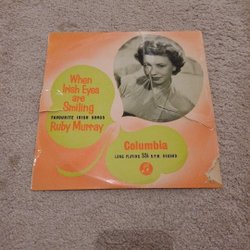 When
Irish Eyes
are
Smiling
FAVOURITE IRISH SONGS
Ruby Murray
Columbia
LONG PLAYING 33⅓ R.P.M. RECORD